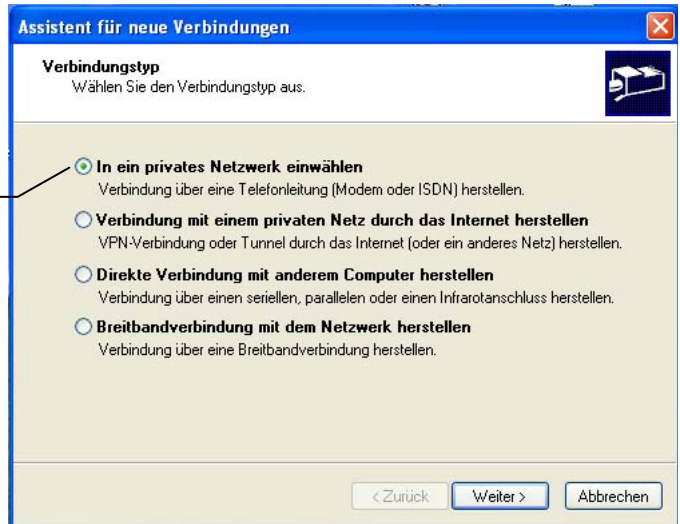 Assistent für neue Verbindungen
Verbindungstyp
Wählen Sie den Verbindungstyp aus.
In ein privates Netzwerk einwählen
Verbindung über eine Telefonleitung (Modem oder ISDN) herstellen.
Verbindung mit einem privaten Netz durch das Internet herstellen
VPN-Verbindung oder Tunnel durch das Internet (oder ein anderes Netz) herstellen.
Direkte Verbindung mit anderem Computer herstellen
Verbindung über einen seriellen, parallelen oder einen Infrarotanschluss herstellen.
Breitbandverbindung mit dem Netzwerk herstellen
Verbindung über eine Breitbandverbindung herstellen.
< Zurück Weiter > Abbrechen